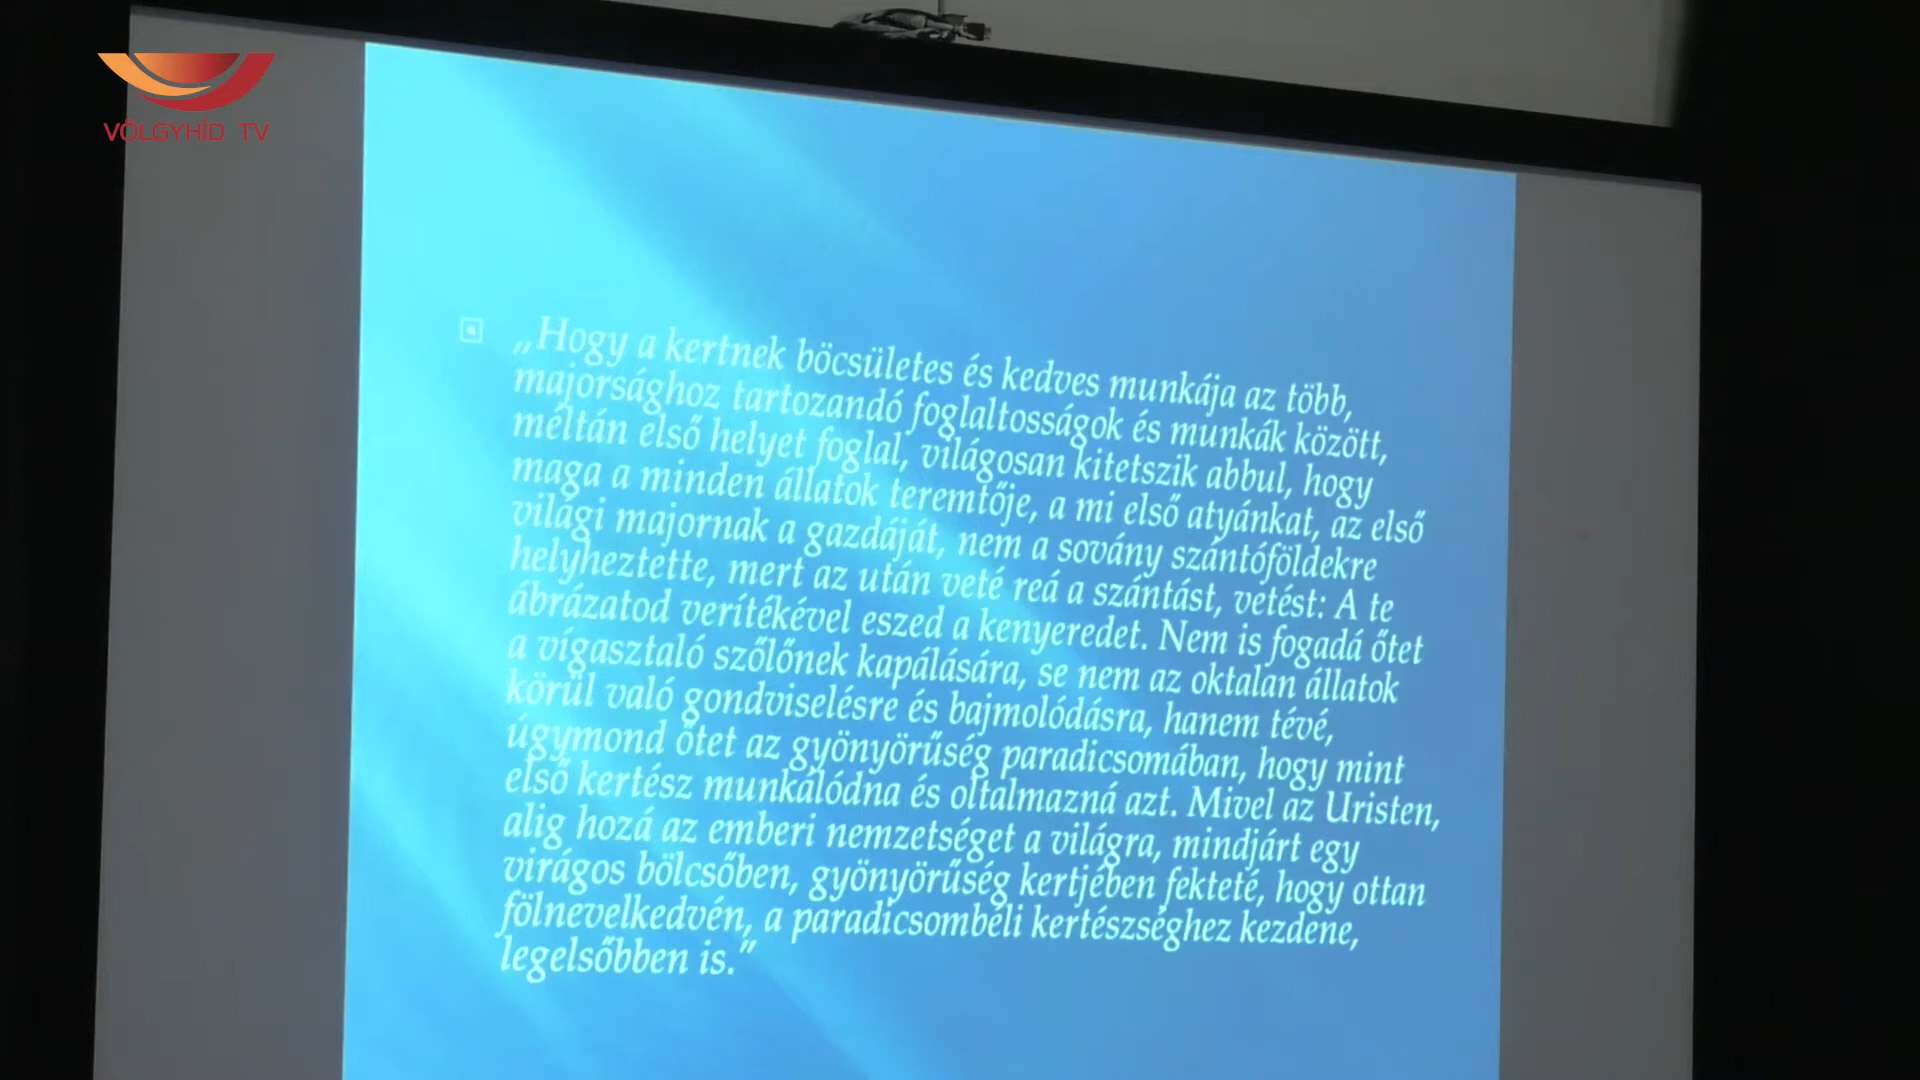 VÖLGYHÍD TV
„Hogy a kertnek böcsületes és kedves munkája az több,
majorsághoz tartozandó foglaltosságok és munkák között,
méltán első helyet foglal, világosan kitetszik abbul, hogy
maga a minden állatok teremtője, a mi első atyánkat, az első
világi majornak a gazdáját, nem a sovány szántóföldekre
helyheztette, mert az után veté reá a szántást, vetést: A te
ábrázatod verítékével eszed a kenyeredet. Nem is fogadá őtet
a vígasztaló szőlőnek kapálására, se nem az oktalan állatok
körül való gondviselésre és bajmolódásra, hanem tévé,
úgymond őtet az gyönyörűség paradicsomában, hogy mint
első kertész munkálódna és oltalmazná azt. Mivel az Uristen,
alig hozá az emberi nemzetséget a világra, mindjárt egy
virágos bölcsőben, gyönyörűség kertjében fekteté, hogy ottan
fölnevelkedvén, a paradicsombéli kertészséghez kezdene,
legelsőbben is.”